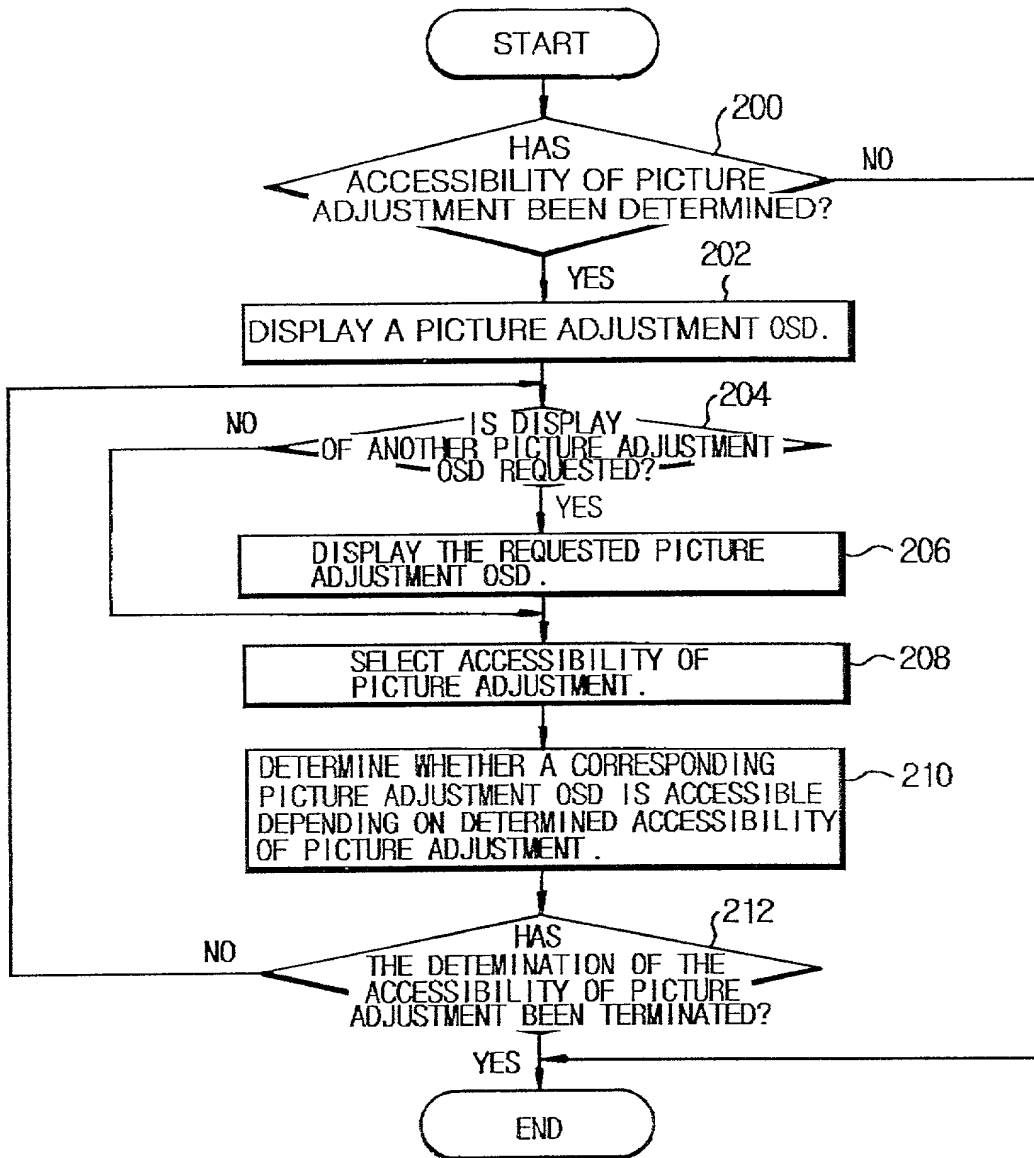 START
200
HAS
ACCESSIBILITY OF PICTURE
ADJUSTMENT BEEN DETERMINED?
NO
YES
202
DISPLAY A PICTURE ADJUSTMENT OSD.
204
NO
IS DISPLAY
OF ANOTHER PICTURE ADJUSTMENT
OSD REQUESTED?
YES
DISPLAY THE REQUESTED PICTURE
ADJUSTMENT OSD.
206
SELECT ACCESSIBILITY OF
PICTURE ADJUSTMENT.
208
DETERMINE WHETHER A CORRESPONDING
PICTURE ADJUSTMENT OSD IS ACCESSIBLE
DEPENDING ON DETERMINED ACCESSIBILITY
OF PICTURE ADJUSTMENT.
210
212
NO
HAS
THE DETEMINATION OF THE
ACCESSIBILITY OF PICTURE
ADJUSTMENT BEEN TERMINATED?
YES
END